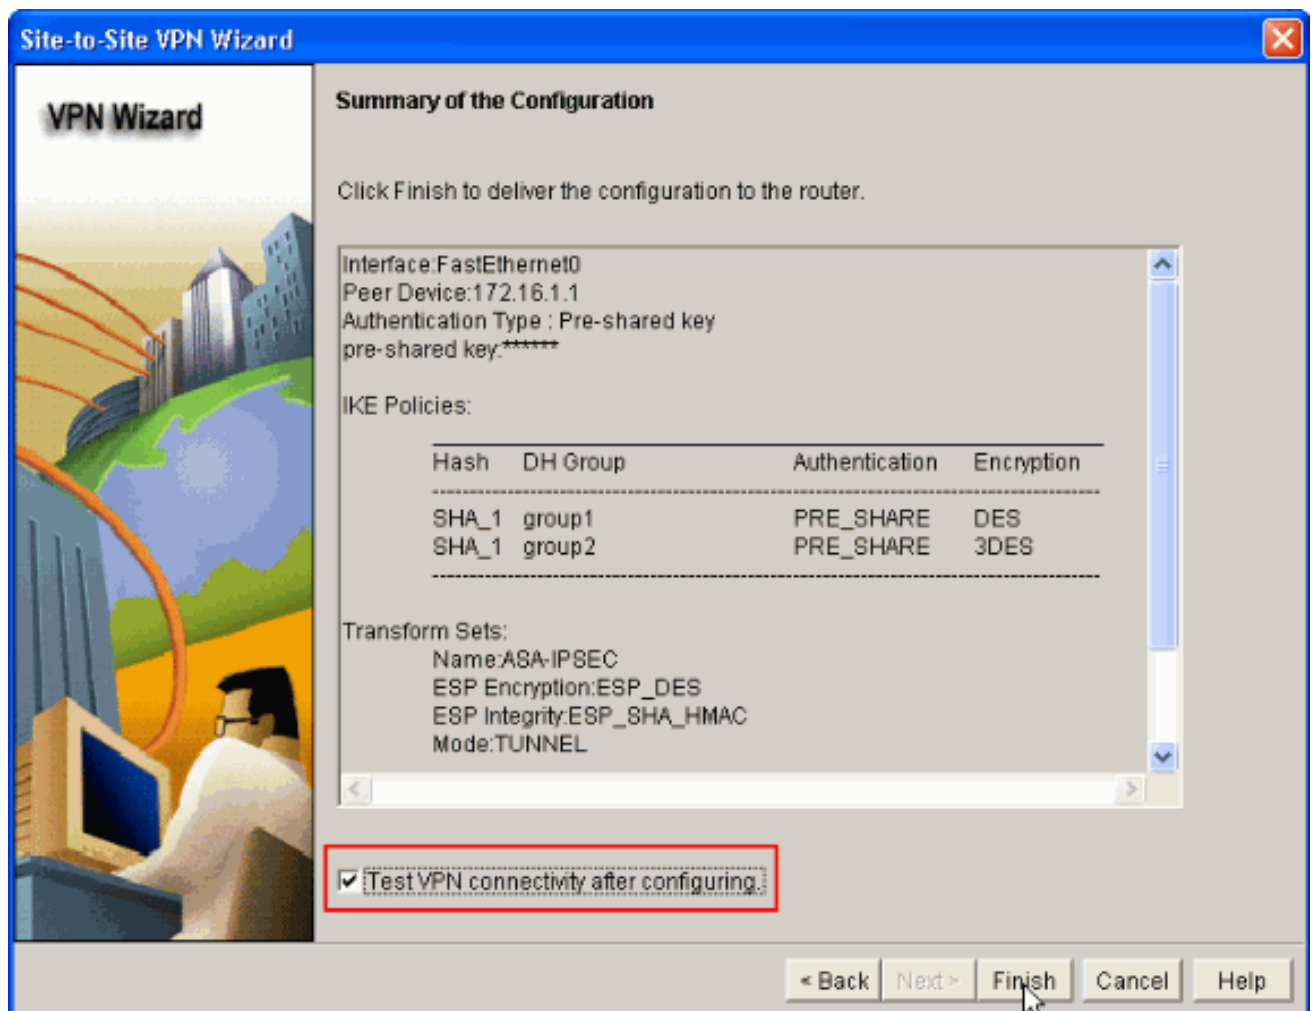 Site-to-Site VPN Wizard
VPN Wizard
Summary of the Configuration
Click Finish to deliver the configuration to the router.
Interface:FastEthernet0
Peer Device:172.16.1.1
Authentication Type : Pre-shared key
pre-shared key:******
IKE Policies:
Hash DH Group Authentication Encryption
SHA_1 group1 PRE_SHARE DES
SHA_1 group2 PRE_SHARE 3DES
Transform Sets:
Name:ASA-IPSEC
ESP Encryption:ESP_DES
ESP Integrity:ESP_SHA_HMAC
Mode:TUNNEL
Test VPN connectivity after configuring.
< Back Next > Finish Cancel Help